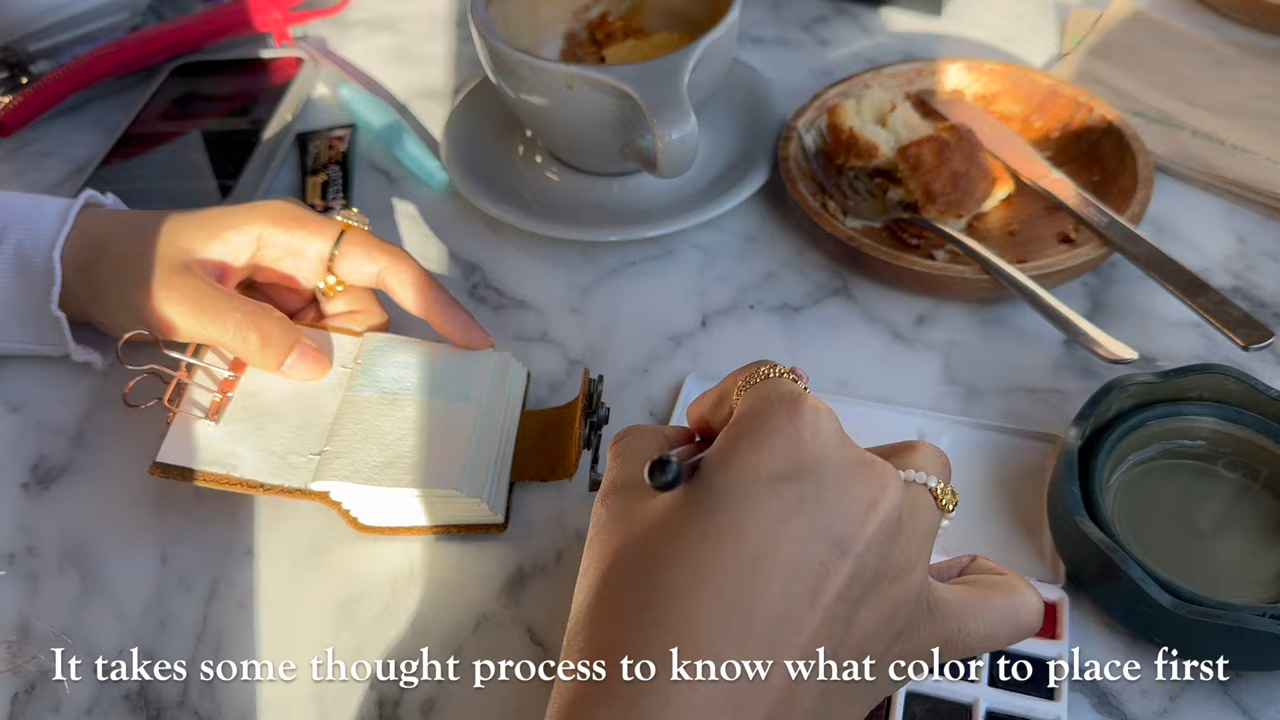 It takes some thought process to know what color to place first